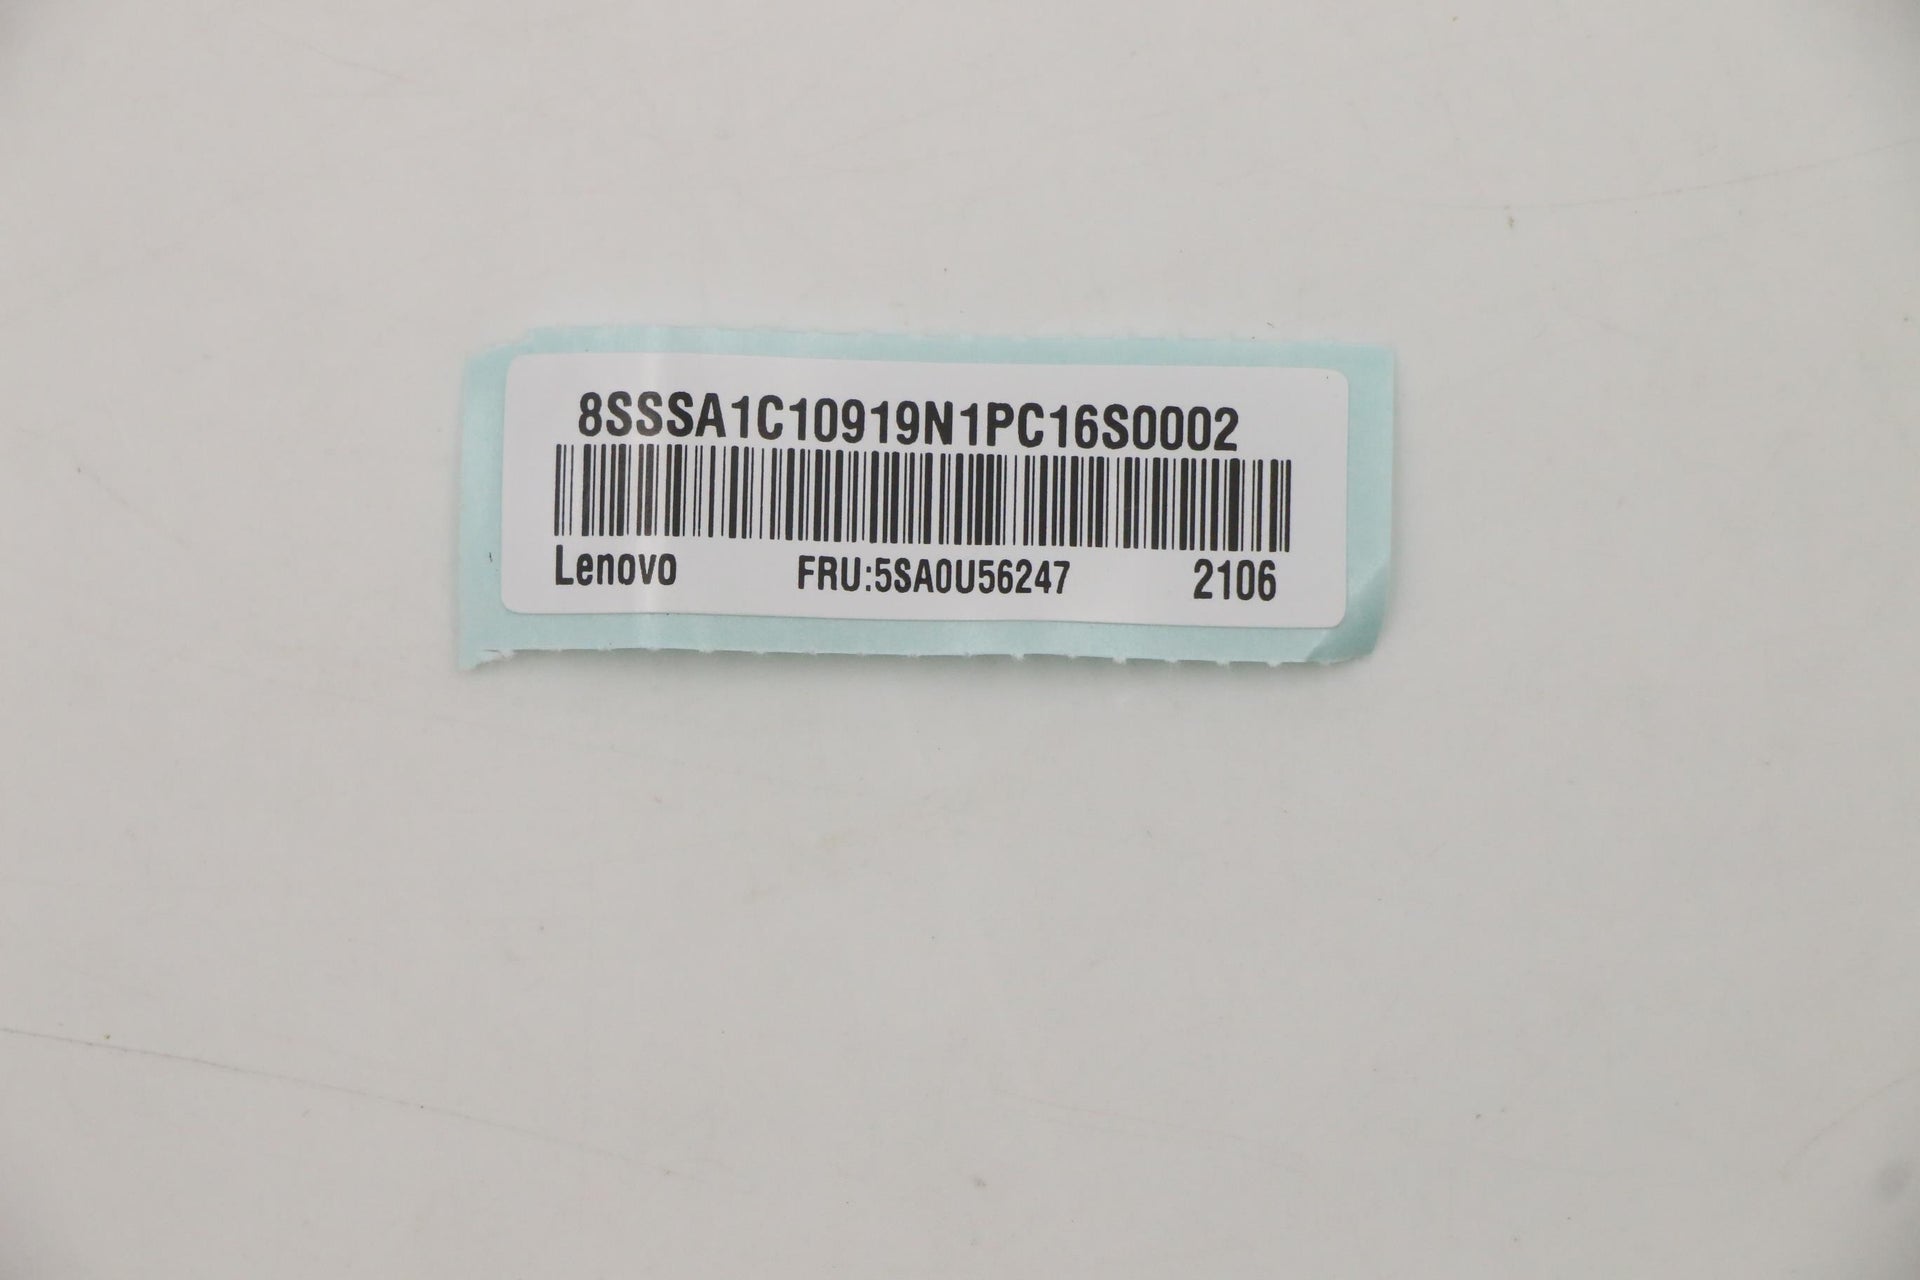 8SSSA1C10919N1PC16S0002
Lenovo FRU:5SA0U56247 2106